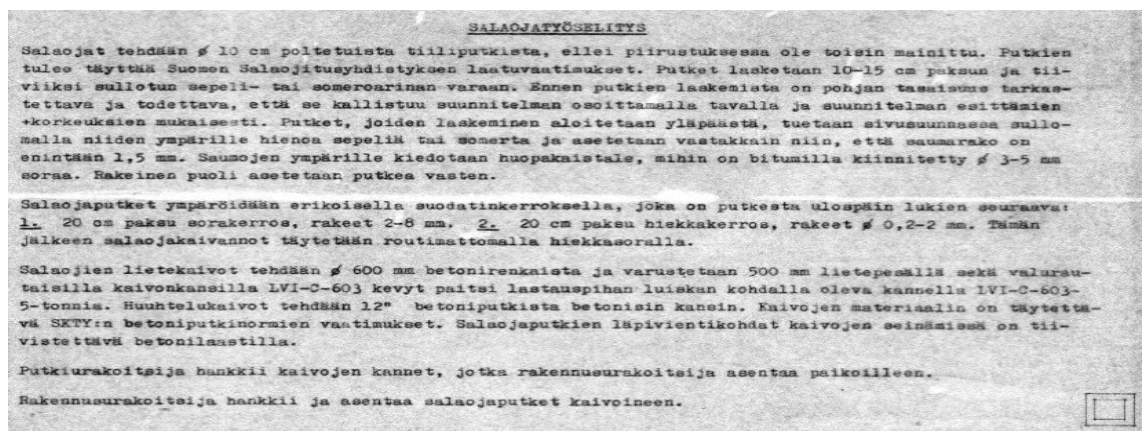 SALAOJATYÖSELITYS
Salaojat tehdään ø 10 cm poltetuista tiiliputkista, ellei piirustuksessa ole toisin mainittu. Putkien
tulee täyttää Suomen Salaojitusyhdistyksen laatuvaatimukset. Putket lasketaan 10-15 cm paksun ja tii-
viiksi sullotun sepeli- tai someroarinan varaan. Ennen putkien laskemista on pohjan tasaisuus tarkas-
tettava ja todettava, että se kallistuu suunnitelman osoittamalla tavalla ja suunnitelman esittämien
+korkeuksien mukaisesti. Putket, joiden laskeminen aloitetaan yläpäästä, tuetaan sivusuunnassa sullo-
malla niiden ympärille hienoa sepeliä tai somerta ja asetetaan vastakkain niin, että saumarako on
enintään 1,5 mm. Saumojen ympärille kiedotaan huopakaistale, mihin on bitumilla kiinnitetty ø 3-5 mm
soraa. Rakeinen puoli asetetaan putkea vasten.
Salaojaputket ympäröidään erikoisella suodatinkerroksella, joka on putkesta ulospäin lukien seuraava:
1. 20 cm paksu sorakerros, rakeet 2-8 mm. 2. 20 cm paksu hiekkakerros, rakeet ø 0,2-2 mm. Tämän
jälkeen salaojakaivannot täytetään routimattomalla hiekkasoralla.
Salaojien lietekaivot tehdään ø 600 mm betonirenkaista ja varustetaan 500 mm lietepesällä sekä valurau-
taisilla kaivonkansilla LVI-C-603 kevyt paitsi lastauspihan luiskan kohdalla oleva kannella LVI-C-603-
5-tonnia. Huuhtelukaivot tehdään 12" betoniputkista betonisin kansin. Kaivojen materiaalin on täytettä-
vä SKTY:n betoniputkinormien vaatimukset. Salaojaputkien läpivientikohdat kaivojen seinämissä on tii-
vistettävä betonilaastilla.
Putkiurakoitsija hankkii kaivojen kannet, jotka rakennusurakoitsija asentaa paikoilleen.
Rakennusurakoitsija hankkii ja asentaa salaojaputket kaivoineen.